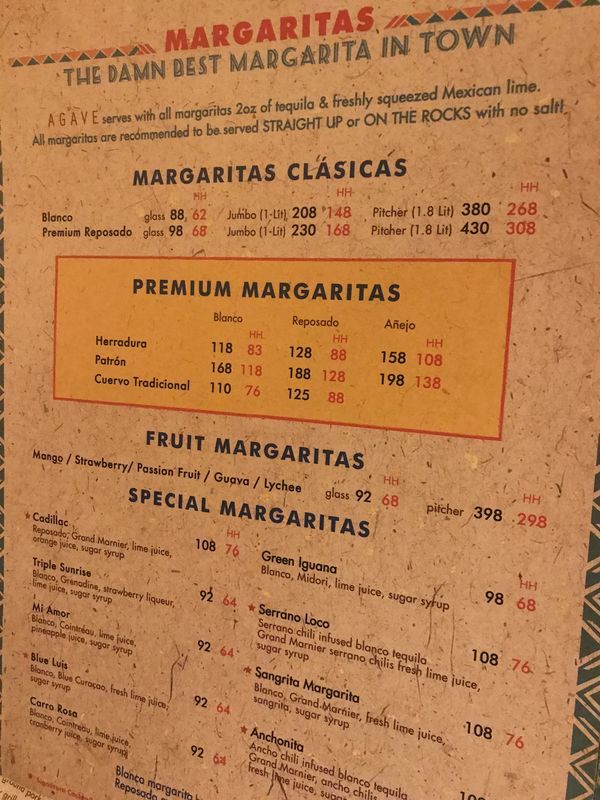 MARGARITAS
THE DAMN BEST MARGARITA IN TOWN
AGAVE serves with all margaritas 2oz of tequila & freshly squeezed Mexican lime.
All margaritas are recommended to be served STRAIGHT UP or ON THE ROCKS with no salt!
MARGARITAS CLÁSICAS
HH HH HH
Blanco glass 88 62 Jumbo (1-Lit) 208 148 Pitcher (1.8 Lit) 380 268
Premium Reposado glass 98 68 Jumbo (1-Lit) 230 168 Pitcher (1.8 Lit) 430 308
PREMIUM MARGARITAS
Blanco Reposado Añejo
HH HH HH
Herradura 118 83 128 88 158 108
Patrón 168 118 188 128 198 138
Cuervo Tradicional 110 76 125 88
FRUIT MARGARITAS
HH HH
Mango / Strawberry/ Passion Fruit / Guava / Lychee glass 92 68 pitcher 398 298
SPECIAL MARGARITAS
HH
Cadillac 108 76
Reposado, Grand Marnier, lime juice,
orange juice, sugar syrup
Triple Sunrise 92 64
Blanco, Grenadine, strawberry liqueur,
lime juice, sugar syrup
Mi Amor 92 64
Blanco, Cointreau, lime juice,
pineapple juice, sugar syrup
Blue Luis 92 64
Blanco, Blue Curacao, fresh lime juice,
sugar syrup
Carro Rosa 92 64
Blanco, Cointreau, lime juice,
cranberry juice, sugar syrup
HH
Green Iguana 98 68
Blanco, Midori, lime juice, sugar syrup
Serrano Loco 108 76
Serrano chili infused blanco tequila
Grand Marnier serrano chilis fresh lime juice,
sugar syrup
Sangrita Margarita 108 76
Blanco, Grand Marnier, fresh lime juice,
sangrita, sugar syrup
Anchonita
Ancho chili infused blanco tequila
Grand Marnier, ancho chilis
fresh lime juice, sugar
Blanco margarita
Reposado